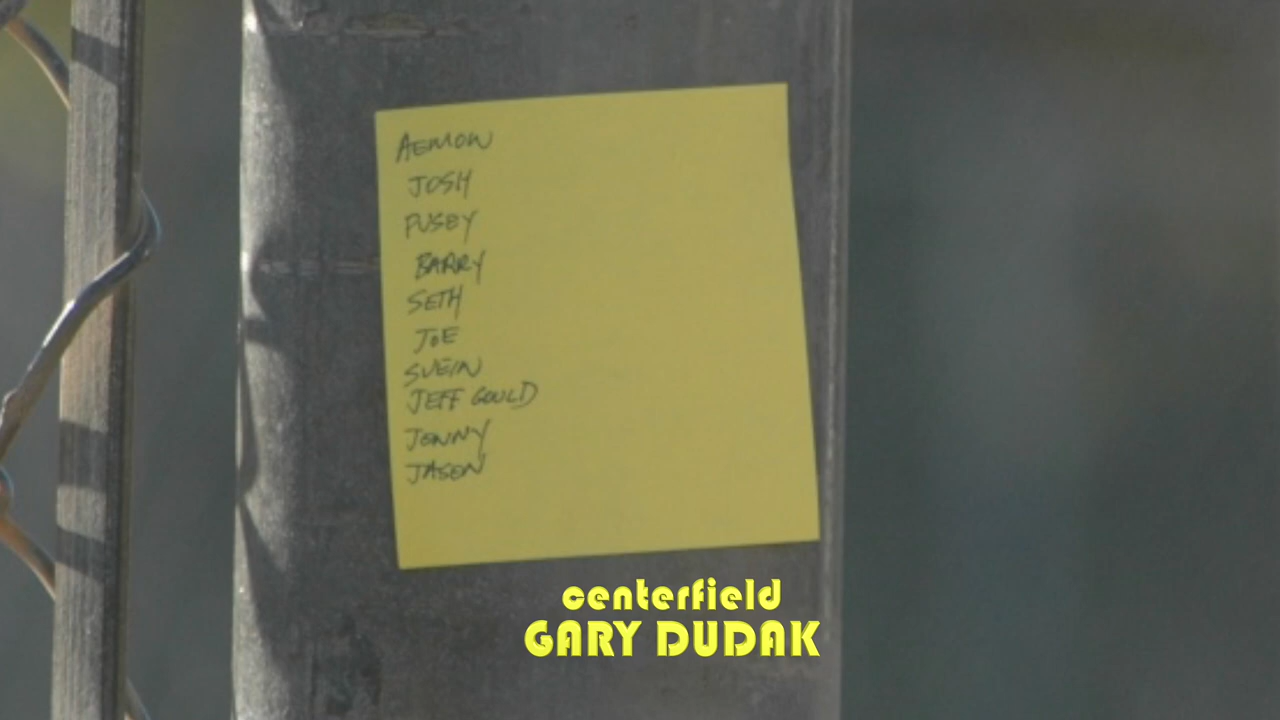 AEMON
JOSH
PUSEY
BARRY
SETH
JOE
SVEIN
JEFF GOULD
JONNY
JASON
centerfield
GARY DUDAK